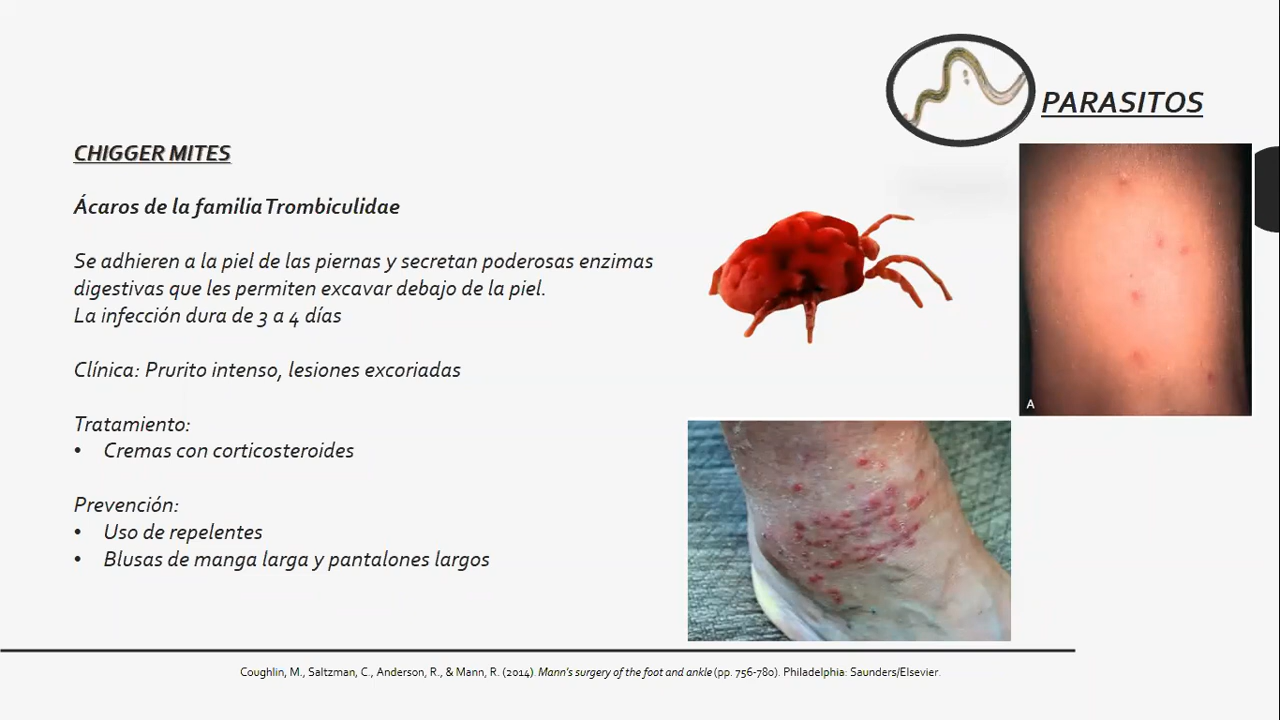 PARASITOS
CHIGGER MITES
Ácaros de la familia Trombiculidae
Se adhieren a la piel de las piernas y secretan poderosas enzimas
digestivas que les permiten excavar debajo de la piel.
La infección dura de 3 a 4 días
Clínica: Prurito intenso, lesiones excoriadas
Tratamiento:
• Cremas con corticosteroides
Prevención:
• Uso de repelentes
• Blusas de manga larga y pantalones largos
A
Coughlin, M., Saltzman, C., Anderson, R., & Mann, R. (2014). Mann's surgery of the foot and ankle (pp. 756-780). Philadelphia: Saunders/Elsevier.